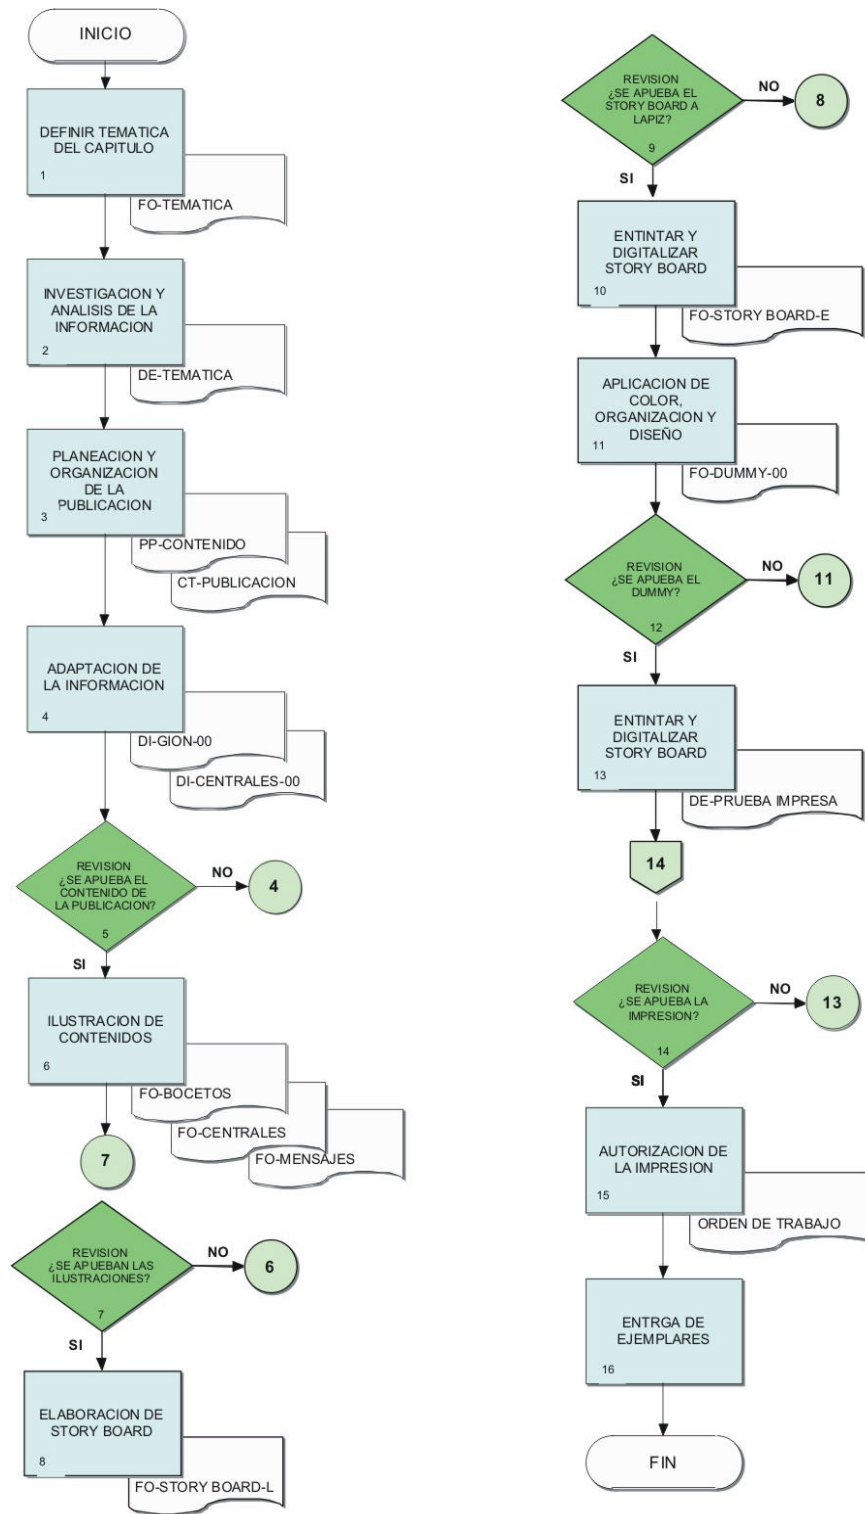 INICIO
DEFINIR TEMATICA
DEL CAPITULO
1
FO-TEMATICA
INVESTIGACION Y
ANALISIS DE LA
INFORMACION
2
DE-TEMATICA
PLANEACION Y
ORGANIZACION
DE LA
PUBLICACION
3
PP-CONTENIDO
CT-PUBLICACION
ADAPTACION DE
LA INFORMACION
4
DI-GION-00
DI-CENTRALES-00
REVISION
¿SE APUEBA EL
CONTENIDO DE
LA PUBLICACION?
5
NO
4
SI
ILUSTRACION DE
CONTENIDOS
6
FO-BOCETOS
FO-CENTRALES
FO-MENSAJES
7
REVISION
¿SE APUEBAN LAS
ILUSTRACIONES?
7
NO
6
SI
ELABORACION DE
STORY BOARD
8
FO-STORY BOARD-L
REVISION
¿SE APUEBA EL
STORY BOARD A
LAPIZ?
9
NO
8
SI
ENTINTAR Y
DIGITALIZAR
STORY BOARD
10
FO-STORY BOARD-E
APLICACION DE
COLOR,
ORGANIZACION Y
DISEÑO
11
FO-DUMMY-00
REVISION
¿SE APUEBA EL
DUMMY?
12
NO
11
SI
ENTINTAR Y
DIGITALIZAR
STORY BOARD
13
DE-PRUEBA IMPRESA
14
REVISION
¿SE APUEBA LA
IMPRESION?
14
NO
13
SI
AUTORIZACION DE
LA IMPRESION
15
ORDEN DE TRABAJO
ENTRGA DE
EJEMPLARES
16
FIN